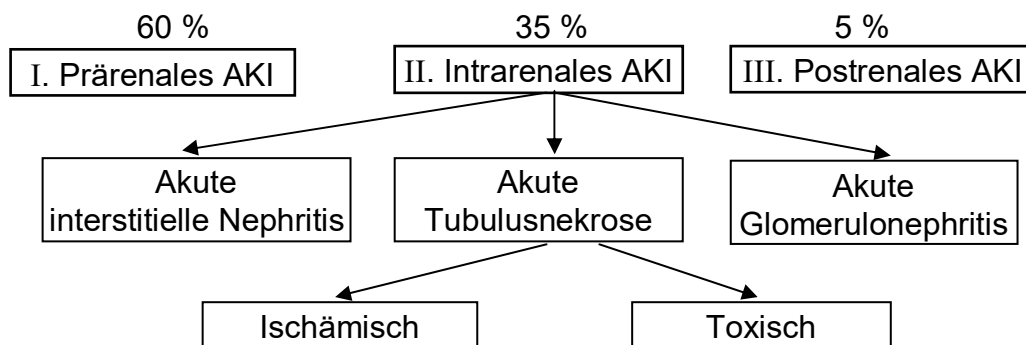 60 % 35 % 5 %
I. Prärenales AKI II. Intrarenales AKI III. Postrenales AKI
Akute Akute Akute
interstitielle Nephritis Tubulusnekrose Glomerulonephritis
Ischämisch Toxisch